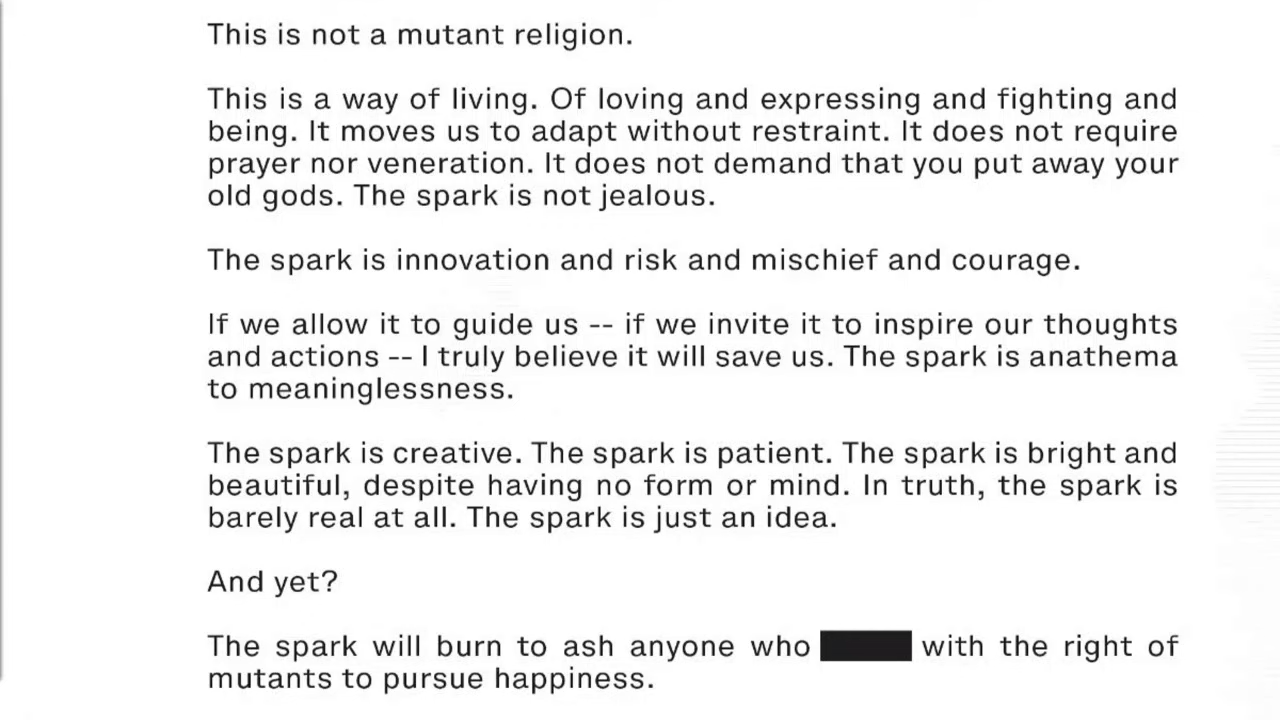 This is not a mutant religion.
This is a way of living. Of loving and expressing and fighting and
being. It moves us to adapt without restraint. It does not require
prayer nor veneration. It does not demand that you put away your
old gods. The spark is not jealous.
The spark is innovation and risk and mischief and courage.
If we allow it to guide us -- if we invite it to inspire our thoughts
and actions -- I truly believe it will save us. The spark is anathema
to meaninglessness.
The spark is creative. The spark is patient. The spark is bright and
beautiful, despite having no form or mind. In truth, the spark is
barely real at all. The spark is just an idea.
And yet?
The spark will burn to ash anyone who with the right of
mutants to pursue happiness.